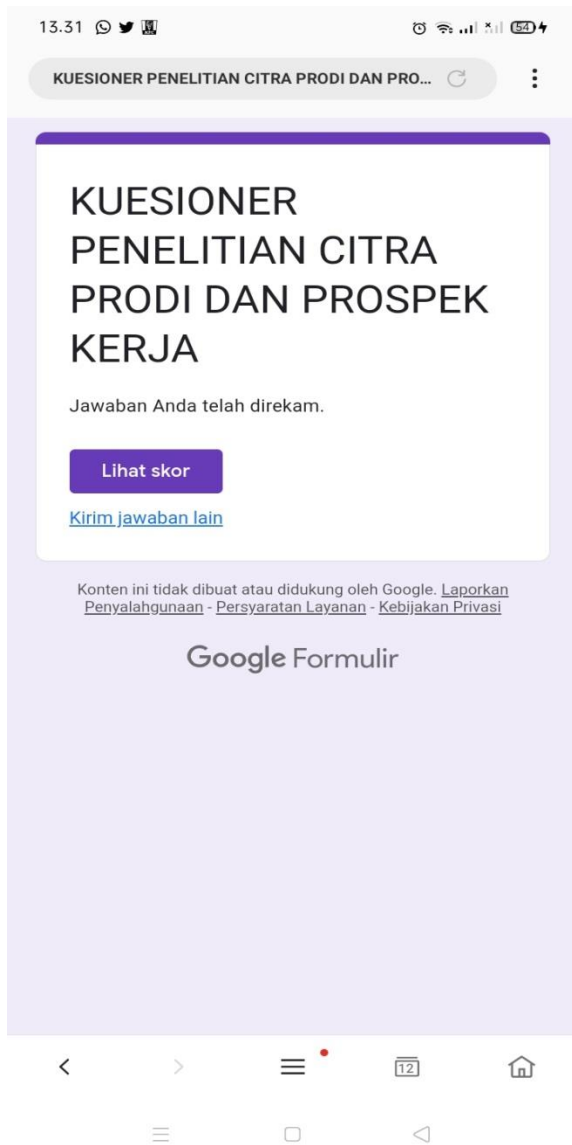 13.31
54
KUESIONER PENELITIAN CITRA PRODI DAN PRO...
KUESIONER
PENELITIAN CITRA
PRODI DAN PROSPEK
KERJA
Jawaban Anda telah direkam.
Lihat skor
Kirim jawaban lain
Konten ini tidak dibuat atau didukung oleh Google. Laporkan
Penyalahgunaan - Persyaratan Layanan - Kebijakan Privasi
Google Formulir
12